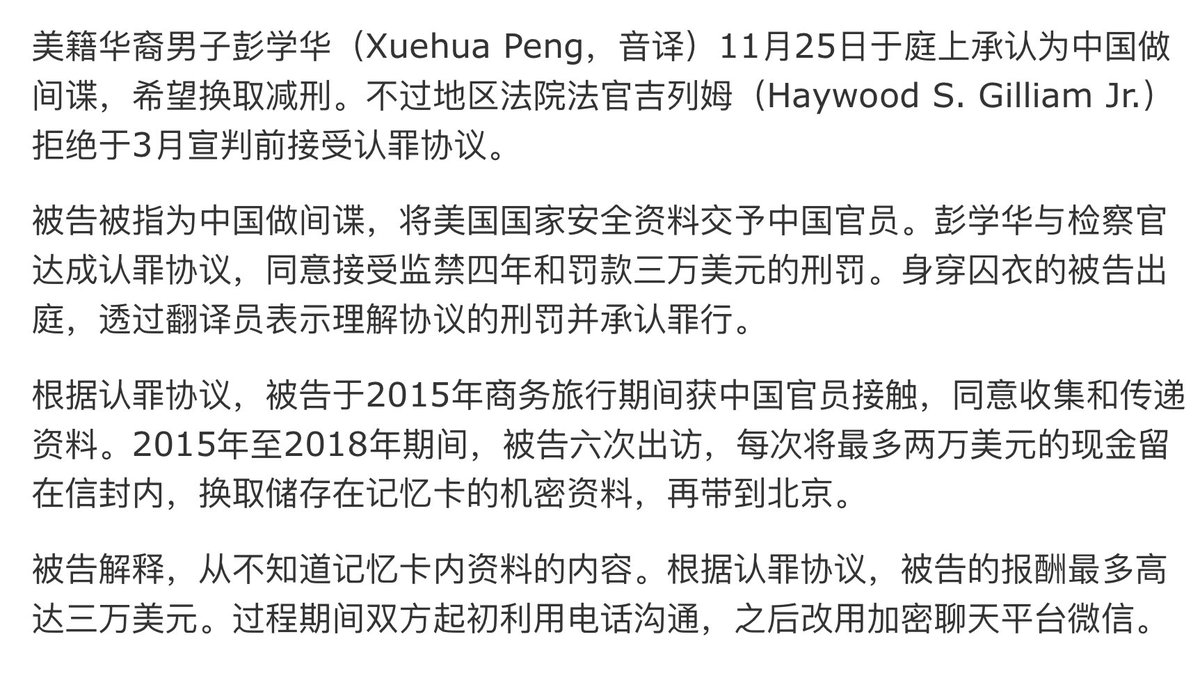 美籍华裔男子彭学华（Xuehua Peng，音译）11月25日于庭上承认为中国做
间谍，希望换取减刑。不过地区法院法官吉列姆（Haywood S. Gilliam Jr.）
拒绝于3月宣判前接受认罪协议。
被告被指为中国做间谍，将美国国家安全资料交予中国官员。彭学华与检察官
达成认罪协议，同意接受监禁四年和罚款三万美元的刑罚。身穿囚衣的被告出
庭，透过翻译员表示理解协议的刑罚并承认罪行。
根据认罪协议，被告于2015年商务旅行期间获中国官员接触，同意收集和传递
资料。2015年至2018年期间，被告六次出访，每次将最多两万美元的现金留
在信封内，换取储存在记忆卡的机密资料，再带到北京。
被告解释，从不知道记忆卡内资料的内容。根据认罪协议，被告的报酬最多高
达三万美元。过程期间双方起初利用电话沟通，之后改用加密聊天平台微信。